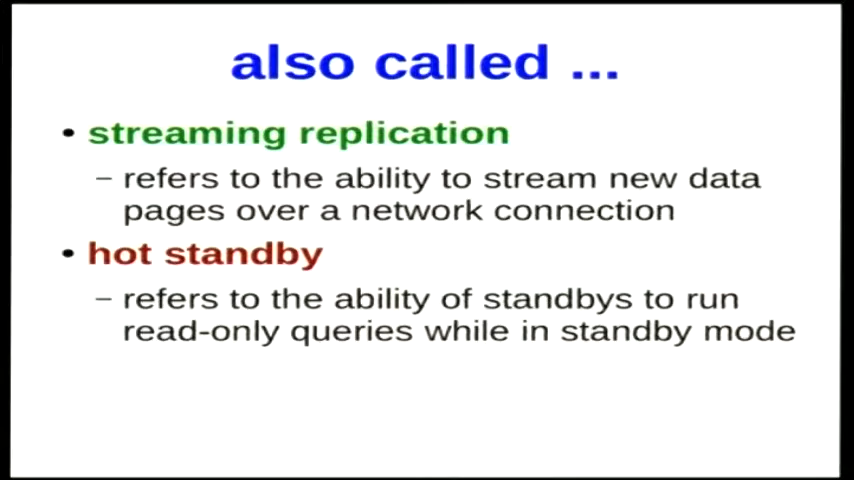 also called ...
• streaming replication
– refers to the ability to stream new data
pages over a network connection
• hot standby
– refers to the ability of standbys to run
read-only queries while in standby mode